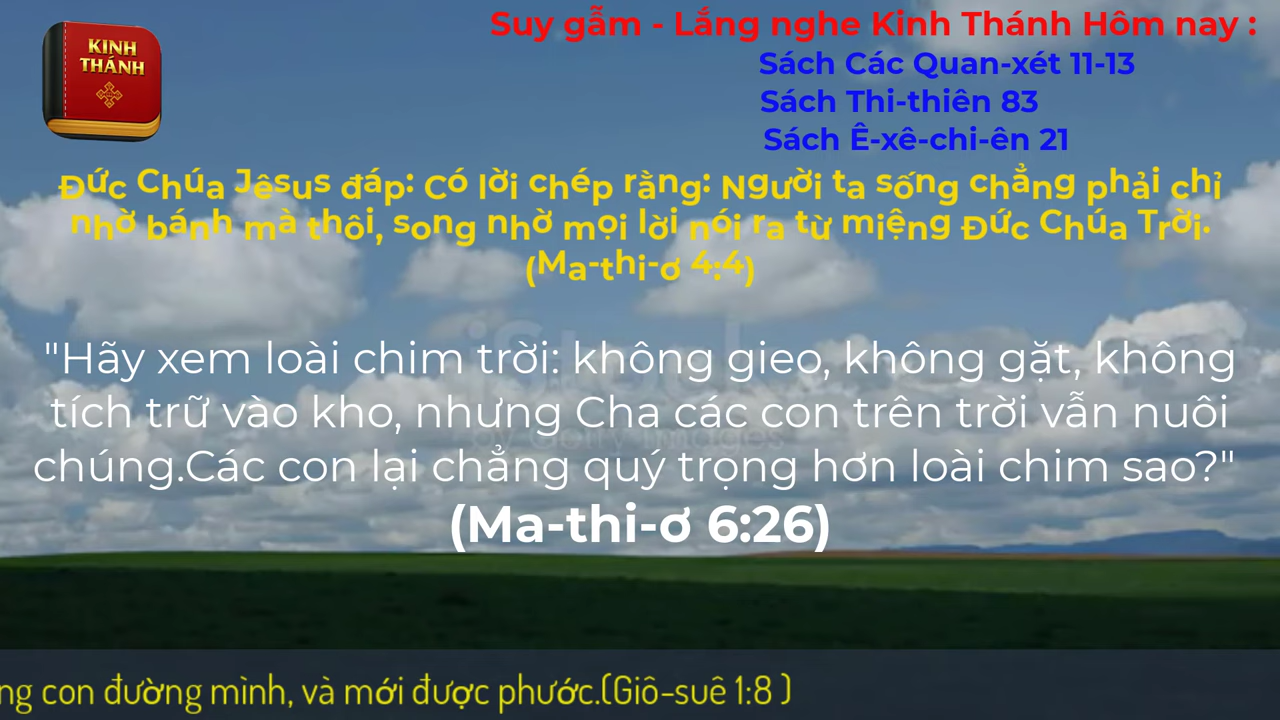 KINH
THÁNH
Suy gẫm - Lắng nghe Kinh Thánh Hôm nay :
Sách Các Quan-xét 11-13
Sách Thi-thiên 83
Sách Ê-xê-chi-ên 21
Đức Chúa Jêsus đáp: Có lời chép rằng: Người ta sống chẳng phải chỉ
nhờ bánh mà thôi, song nhờ mọi lời nói ra từ miệng Đức Chúa Trời.
(Ma-thi-ơ 4:4)
"Hãy xem loài chim trời: không gieo, không gặt, không
tích trữ vào kho, nhưng Cha các con trên trời vẫn nuôi
chúng.Các con lại chẳng quý trọng hơn loài chim sao?"
(Ma-thi-ơ 6:26)
iStock
by Getty Images
ng con đường mình, và mới được phước.(Giô-suê 1:8 )